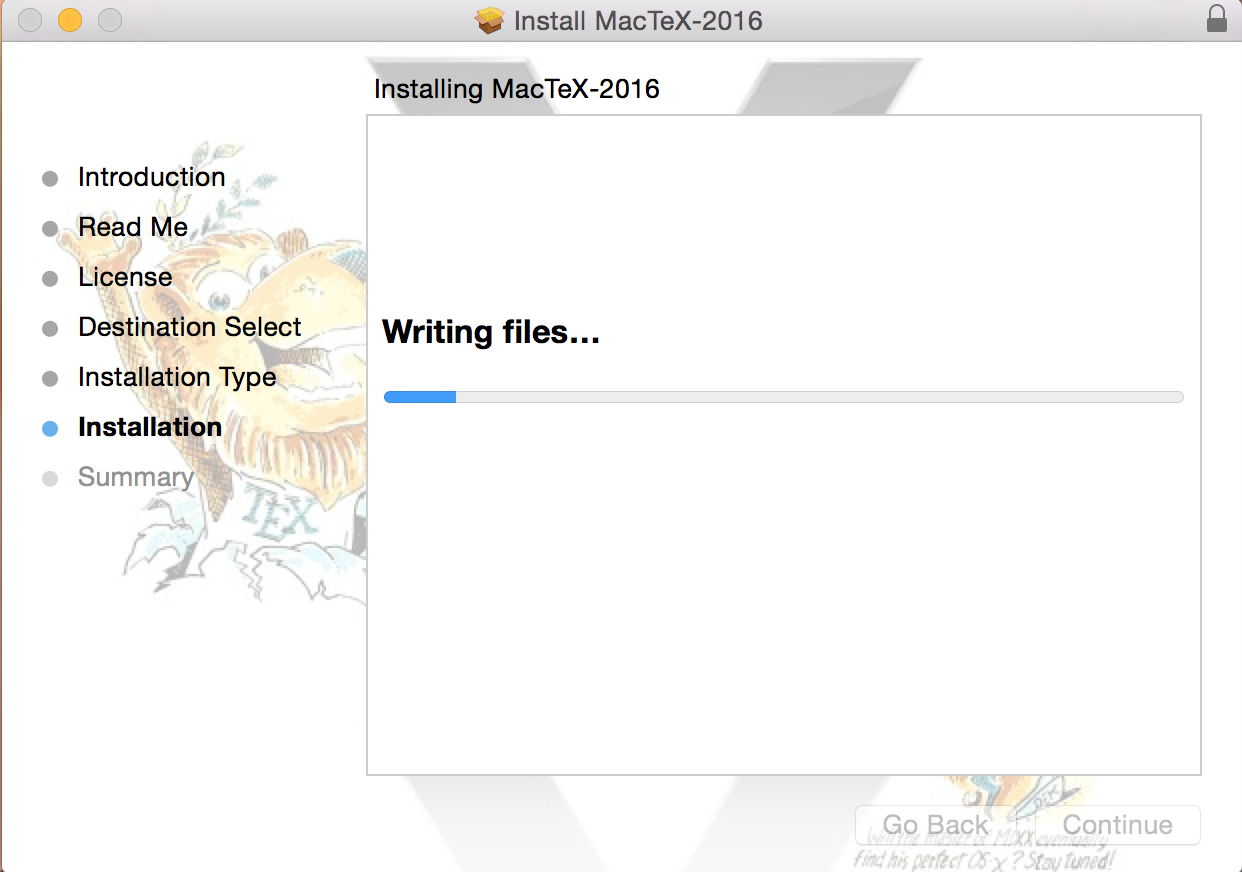 Install MacTeX-2016
Installing MacTeX-2016
Introduction
Read Me
License
Destination Select
Installation Type
Installation
Summary
Writing files...
TEX
Go Back
Continue
Will the master of MOXX eventually
find his perfect OS-X? Stay tuned!